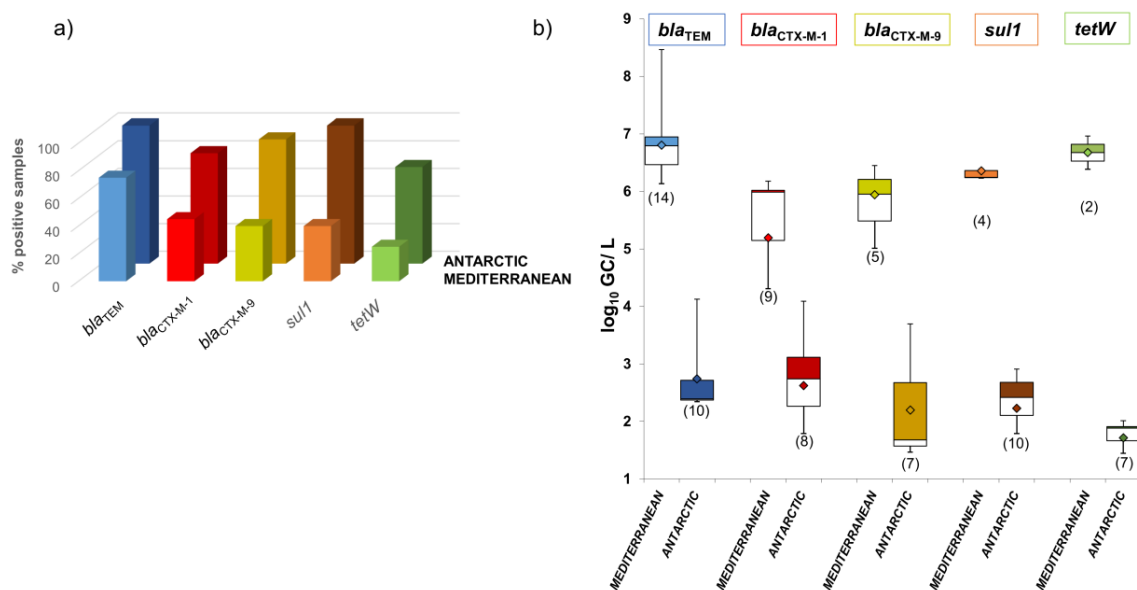 a)
% positive samples
100
80
60
40
20
0
blaTEM
blaCTX-M-1
blaCTX-M-9
sul1
tetW
ANTARCTIC
MEDITERRANEAN
b)
blaTEM
blaCTX-M-1
blaCTX-M-9
sul1
tetW
log10 GC/ L
9
8
7
6
5
4
3
2
1
(14)
(10)
(9)
(8)
(5)
(7)
(4)
(10)
(2)
(7)
MEDITERRANEAN
ANTARCTIC
MEDITERRANEAN
ANTARCTIC
MEDITERRANEAN
ANTARCTIC
MEDITERRANEAN
ANTARCTIC
MEDITERRANEAN
ANTARCTIC